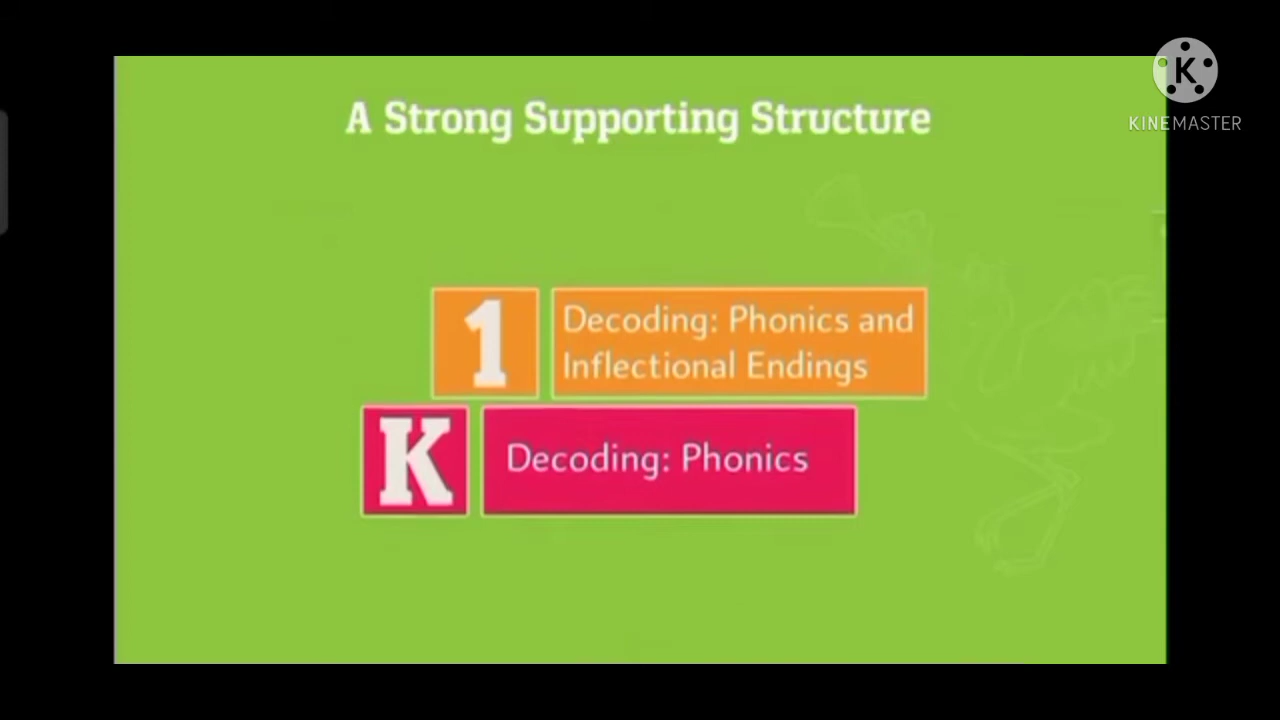 A Strong Supporting Structure
K
KINEMASTER
1
Decoding: Phonics and
Inflectional Endings
K
Decoding: Phonics